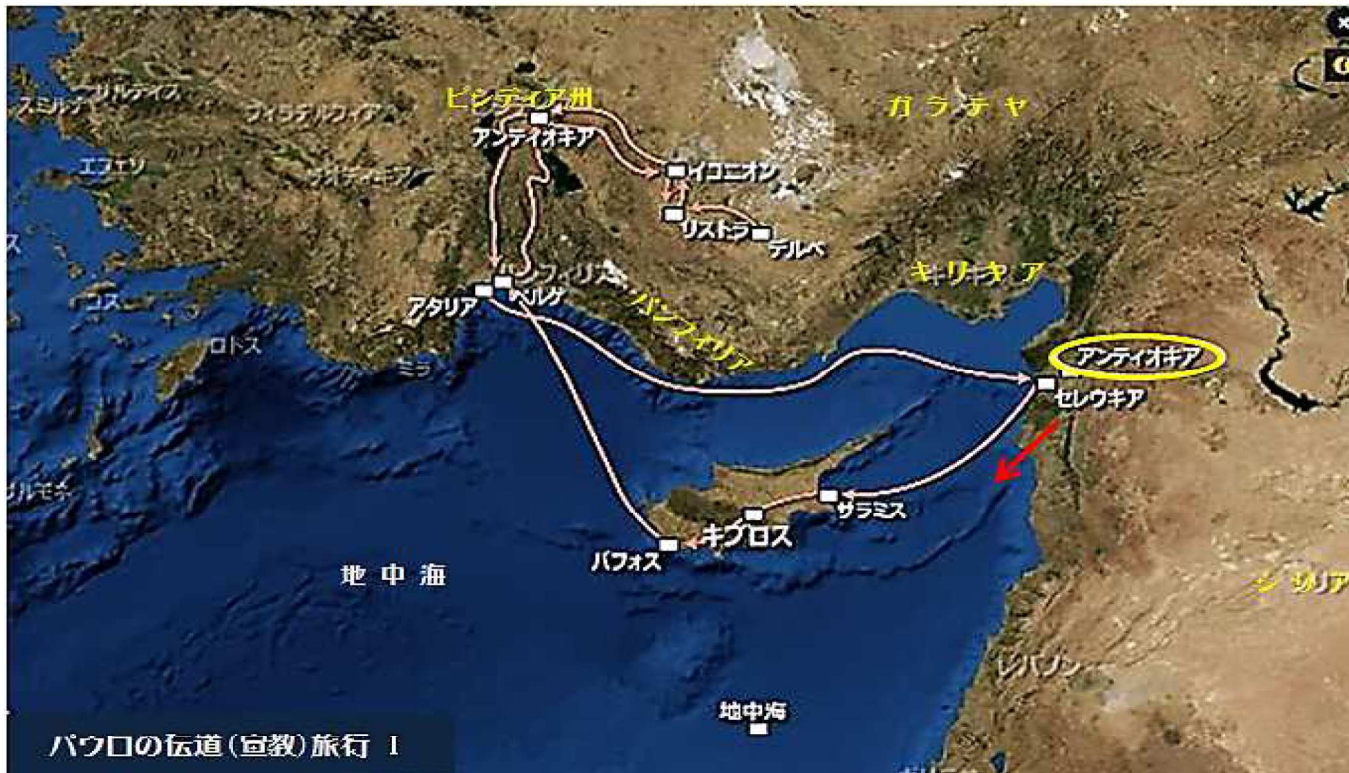 ピシディア州
ガラテヤ
スミルナ
フィラデルフィア
アンティオキア
エフェソ
イコニオン
リストラ
デルベ
キリキア
コス
アタリア
ペルゲ
パンフィリア
ロドス
ミラ
アンティオキア
セレウキア
サラミス
キプロス
パフォス
地中海
シリア
レバノン
地中海
パウロの伝道(宣教)旅行 I